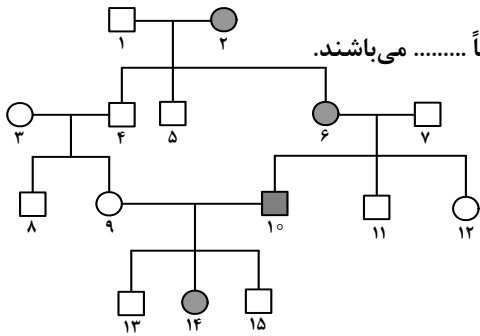 اً ......... می‌باشند.
۱ ۲
۳ ۴ ۵ ۶ ۷
۸ ۹ ۱۰ ۱۱ ۱۲
۱۳ ۱۴ ۱۵